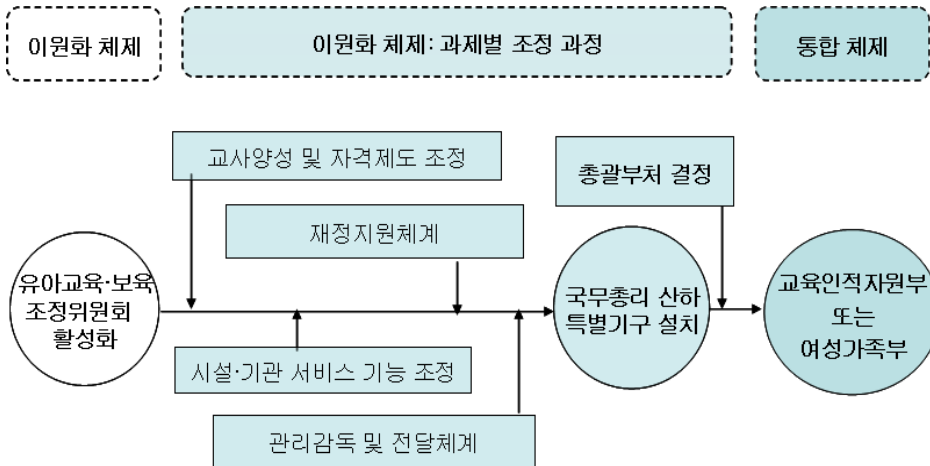 이원화 체제
이원화 체제: 과제별 조정 과정
통합 체제
교사양성 및 자격제도 조정
총괄부처 결정
재정지원체계
유아교육·보육
조정위원회
활성화
국무총리 산하
특별기구 설치
교육인적자원부
또는
여성가족부
시설·기관 서비스 기능 조정
관리감독 및 전달체계